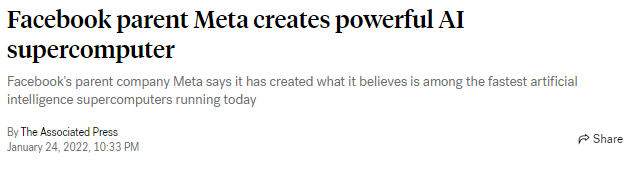 Facebook parent Meta creates powerful AI
supercomputer
Facebook's parent company Meta says it has created what it believes is among the fastest artificial
intelligence supercomputers running today
By The Associated Press
January 24, 2022, 10:33 PM
Share